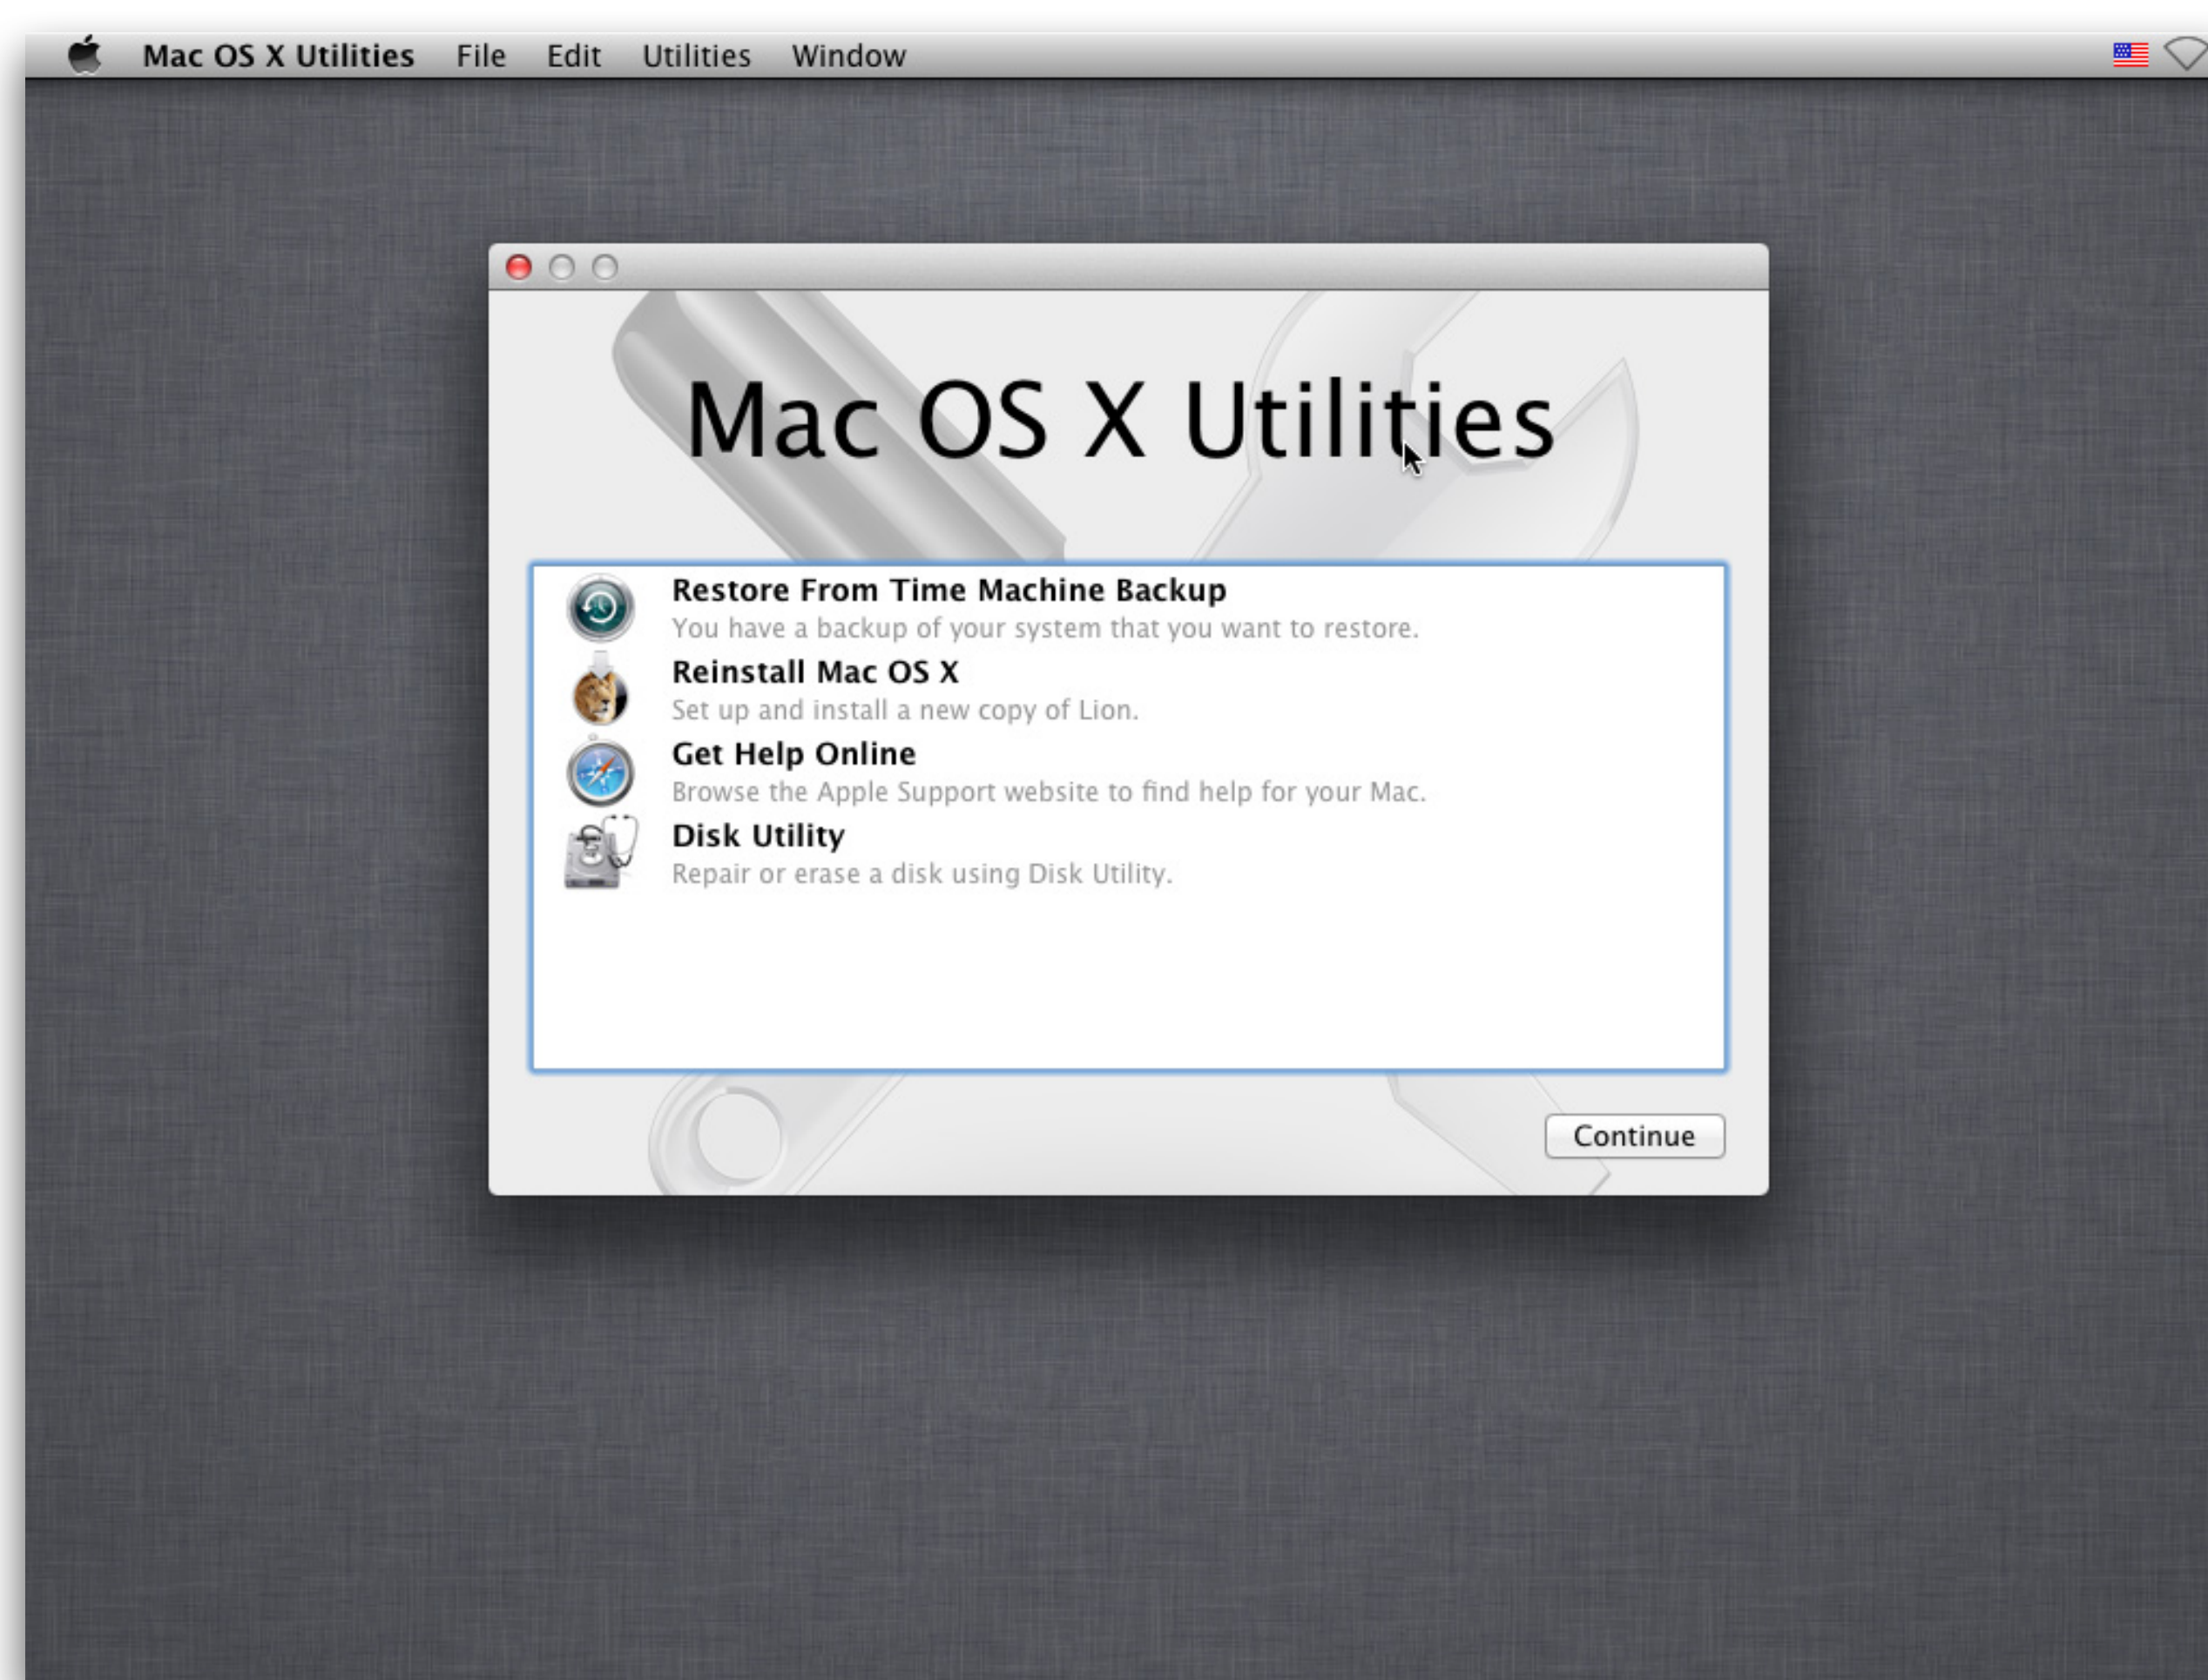 Mac OS X Utilities File Edit Utilities Window
Mac OS X Utilities
Restore From Time Machine Backup
You have a backup of your system that you want to restore.
Reinstall Mac OS X
Set up and install a new copy of Lion.
Get Help Online
Browse the Apple Support website to find help for your Mac.
Disk Utility
Repair or erase a disk using Disk Utility.
Continue